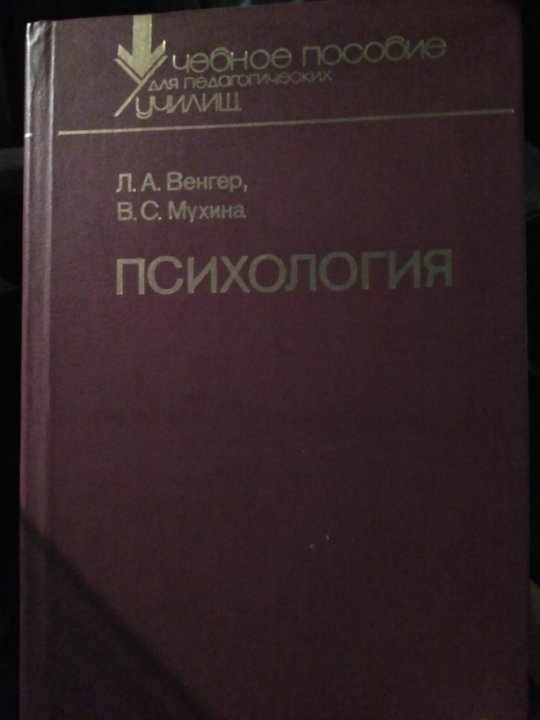 Учебное пособие
для педагогических
училищ
Л. А. Венгер,
В. С. Мухина
ПСИХОЛОГИЯ